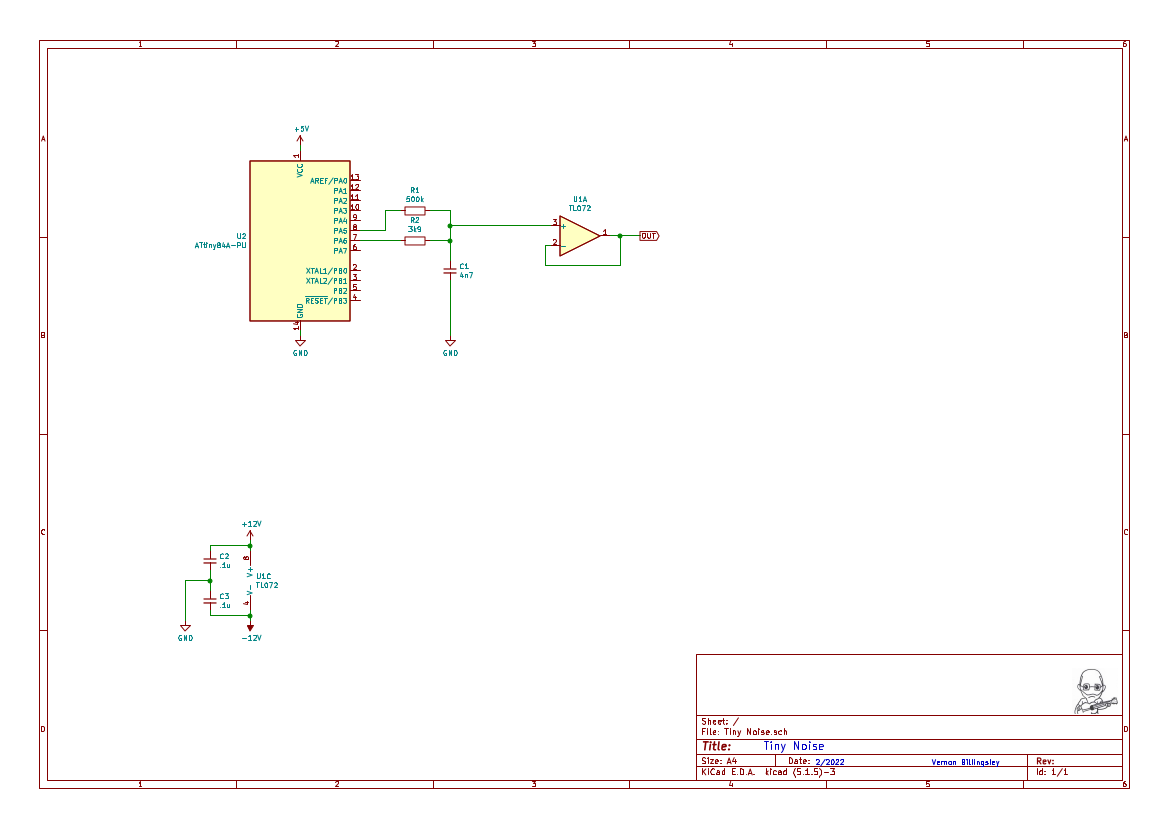 1 2 3 4 5 6
A A
+5V
1
VCC
U2
ATtiny84A-PU
AREF/PA0 13
PA1 12
PA2 11
PA3 10
PA4 9
PA5 8
PA6 7
PA7 6
XTAL1/PB0 2
XTAL2/PB1 3
PB2 5
RESET/PB3 4
GND
14
GND
R1
500k
R2
3k9
C1
4n7
GND
U1A
TL072
3
+
2
-
1
OUT
B B
C C
+12V
C2
.1u
8
V+
U1C
TL072
V-
4
C3
.1u
GND
-12V
D D
Sheet: /
File: Tiny Noise.sch
Title: Tiny Noise
Size: A4 Date: 2/2022 Vernon Billingsley Rev:
KiCad E.D.A. kicad (5.1.5)-3 Id: 1/1
1 2 3 4 5 6